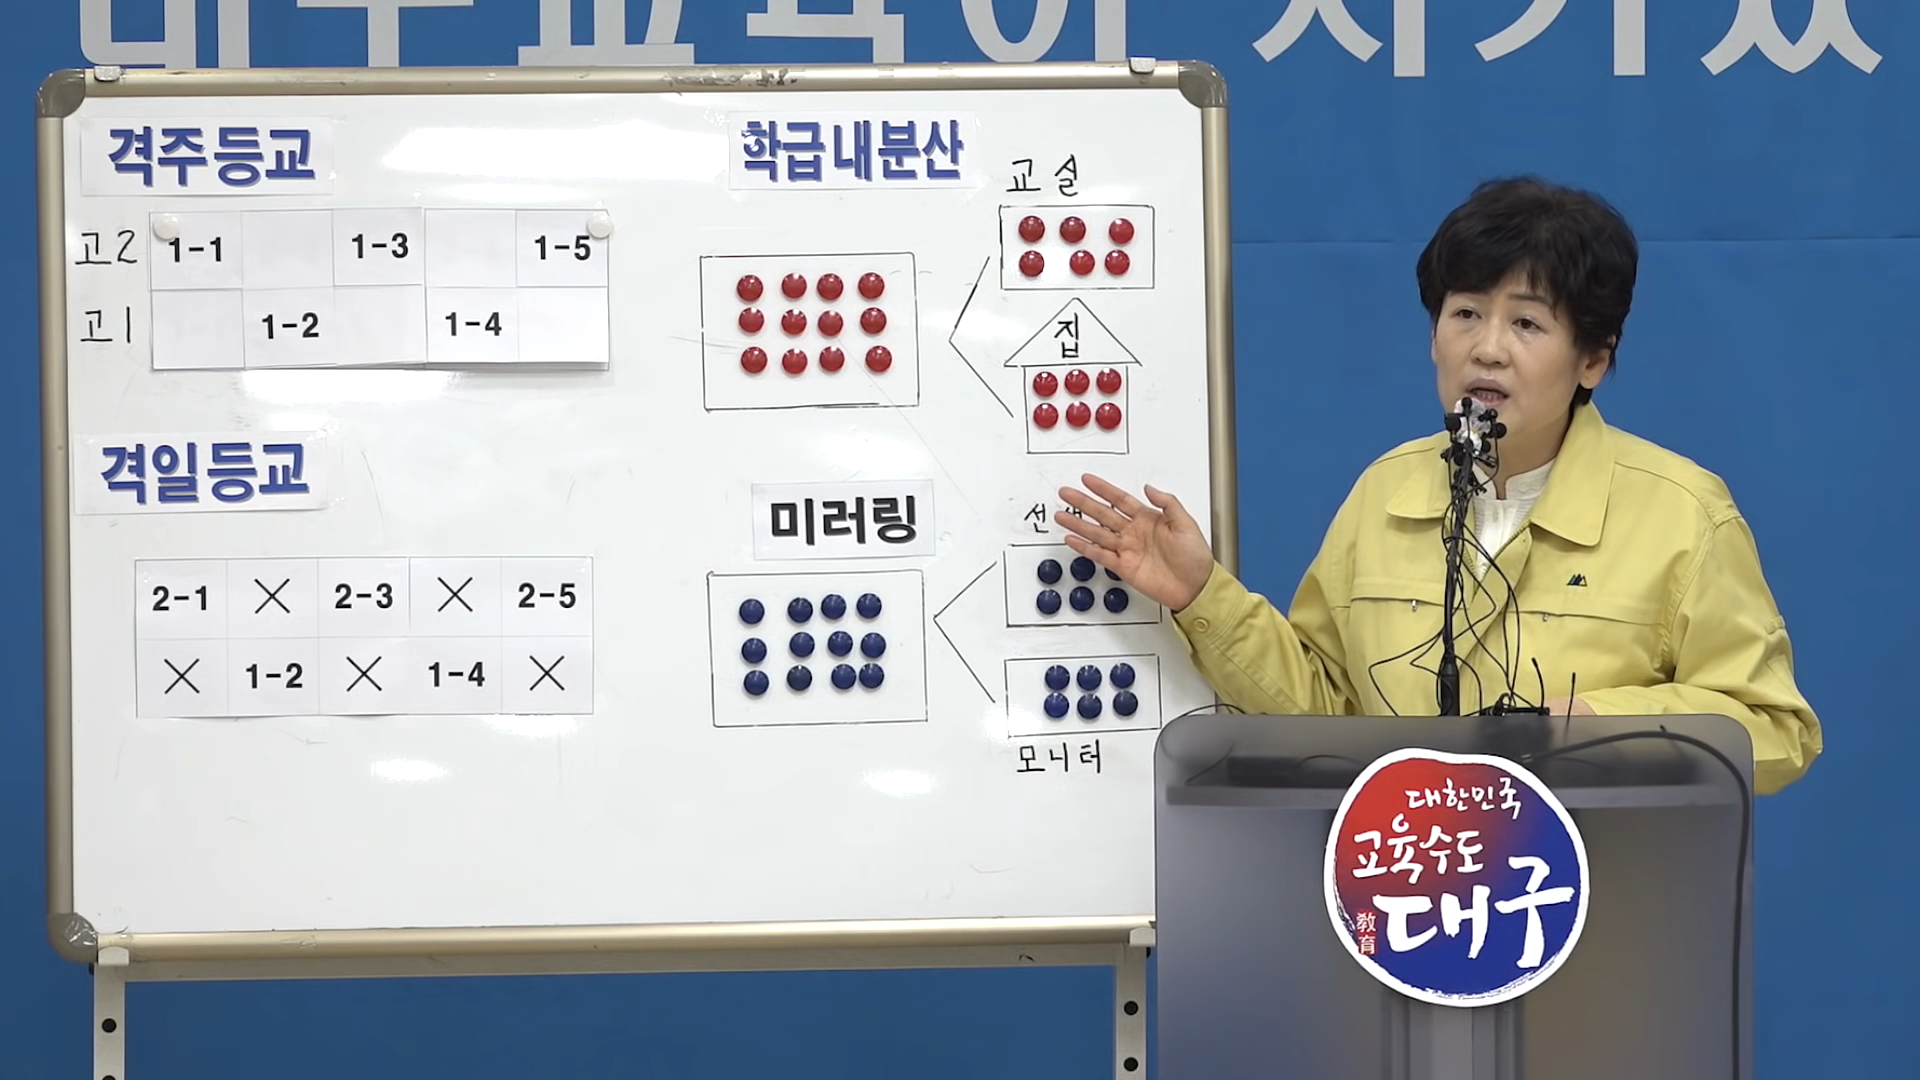 격주등교
고2 1-1 1-3 1-5
고1 1-2 1-4
격일등교
2-1 × 2-3 × 2-5
× 1-2 × 1-4 ×
학급내분산
교실
집
미러링
모니터
대한민국
교육수도
대구
敎育